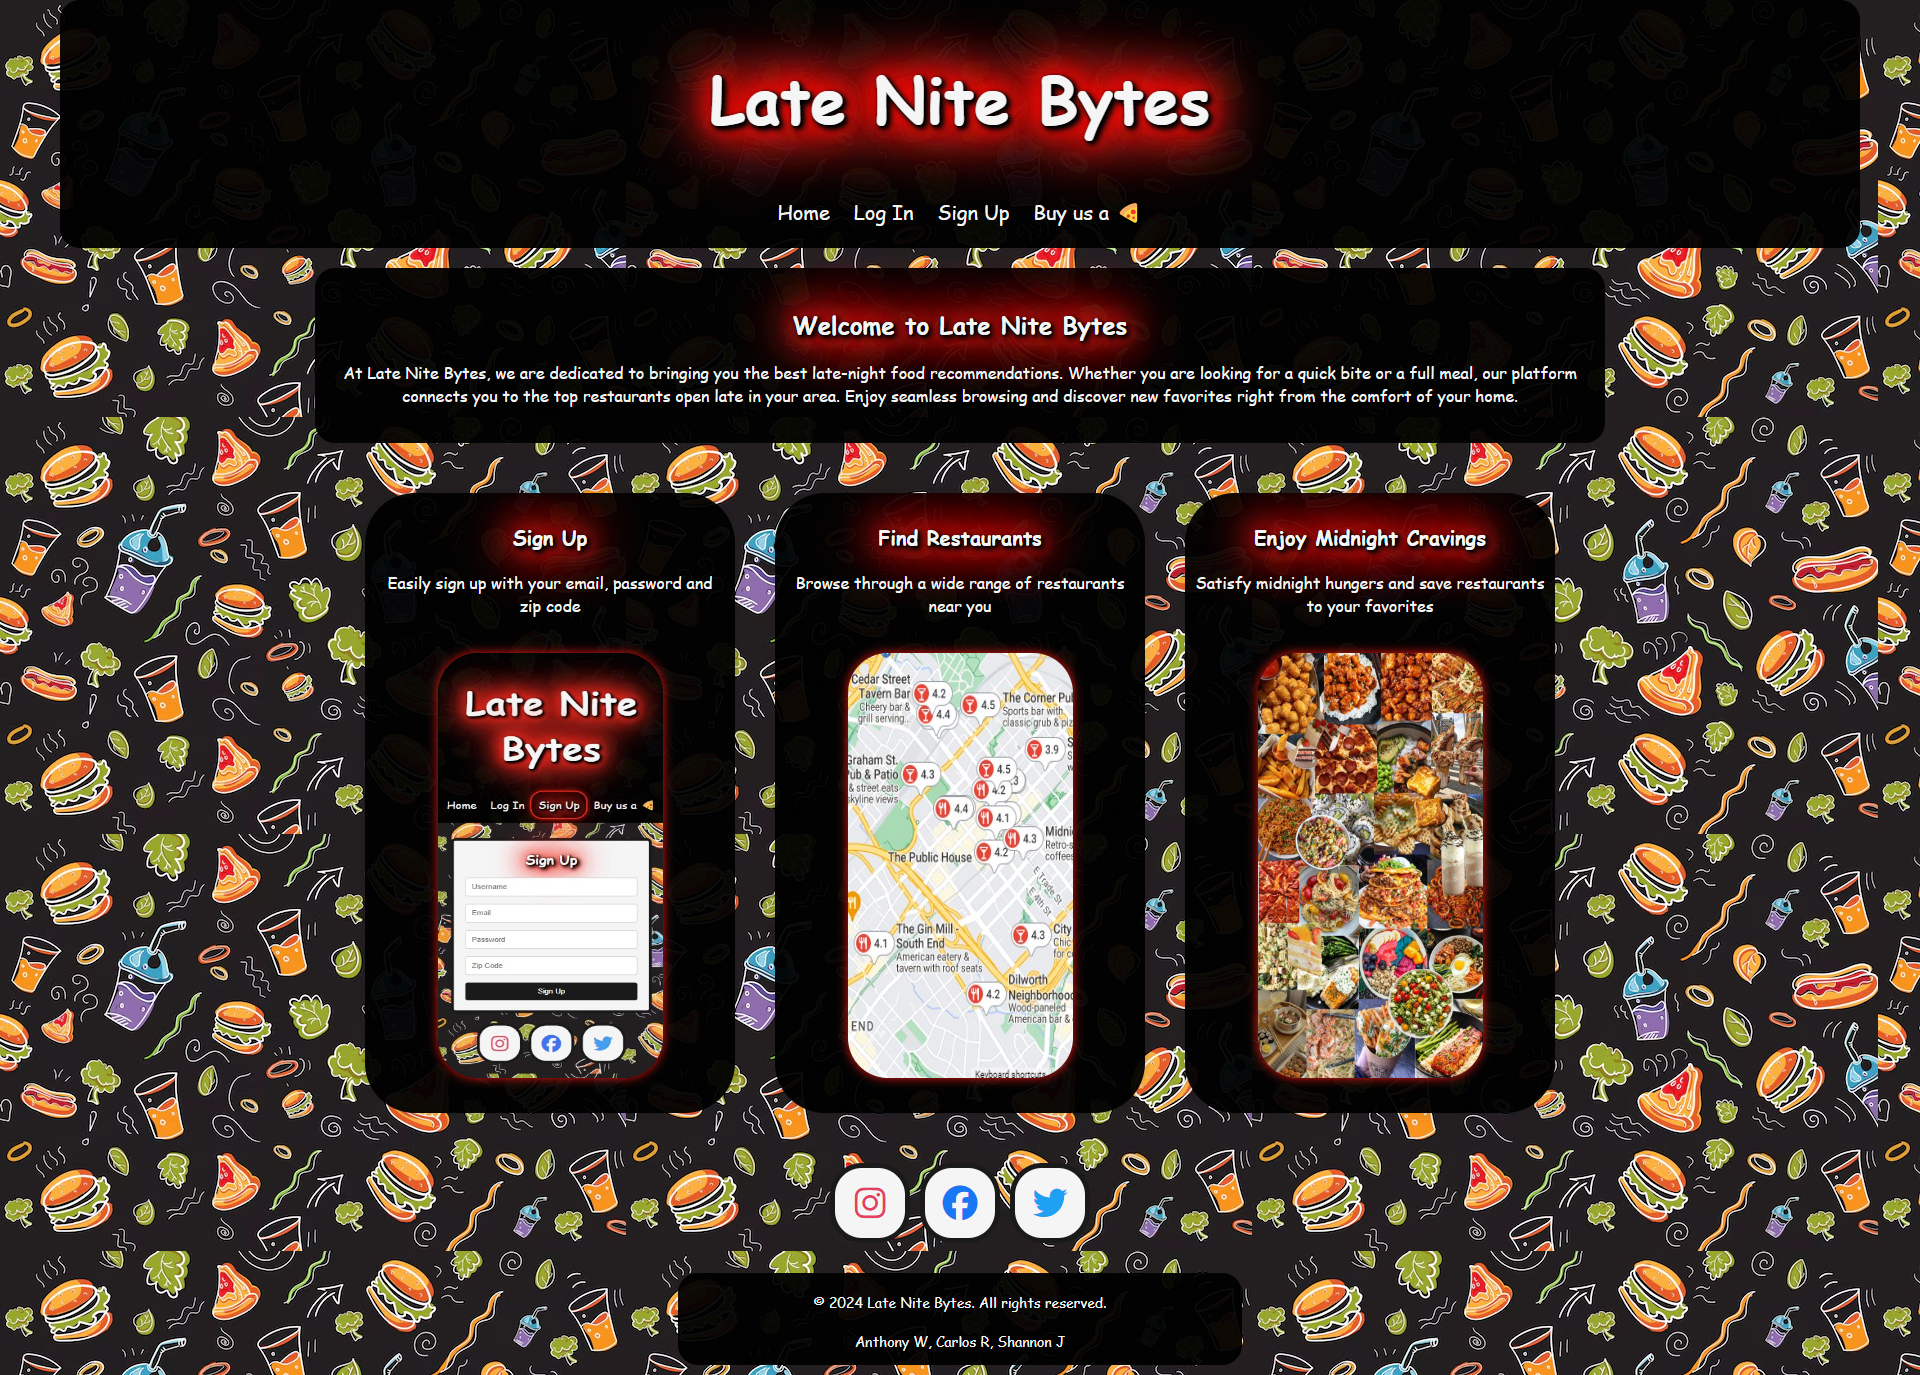 Late Nite Bytes
Home Log In Sign Up Buy us a
Welcome to Late Nite Bytes
At Late Nite Bytes, we are dedicated to bringing you the best late-night food recommendations. Whether you are looking for a quick bite or a full meal, our platform
connects you to the top restaurants open late in your area. Enjoy seamless browsing and discover new favorites right from the comfort of your home.
Sign Up
Easily sign up with your email, password and
zip code
Late Nite
Bytes
Home Log In Sign Up Buy us a
Sign Up
Username
Email
Password
Zip Code
Sign Up
Find Restaurants
Browse through a wide range of restaurants
near you
Cedar Street
Tavern Bar
Cheery bar &
grill serving...
4.2
4.4
4.5
The Corner Pu
Sports bar with
classic grub & piz
3.9
Graham St.
Pub & Patio
& street eats
skyline views
4.3
4.5
4.2
4.4
4.1
4.3
Midni
Retro-s
coffees
The Public House
4.2
E Trade St
E 4th St
The Gin Mill -
South End
American eatery &
tavern with roof seats
4.1
4.3
City
Chic
for co
Dilworth
Neighborhood
Wood-paneled
American bar &
4.2
END
Keyboard shortcuts
Enjoy Midnight Cravings
Satisfy midnight hungers and save restaurants
to your favorites
© 2024 Late Nite Bytes. All rights reserved.
Anthony W, Carlos R, Shannon J